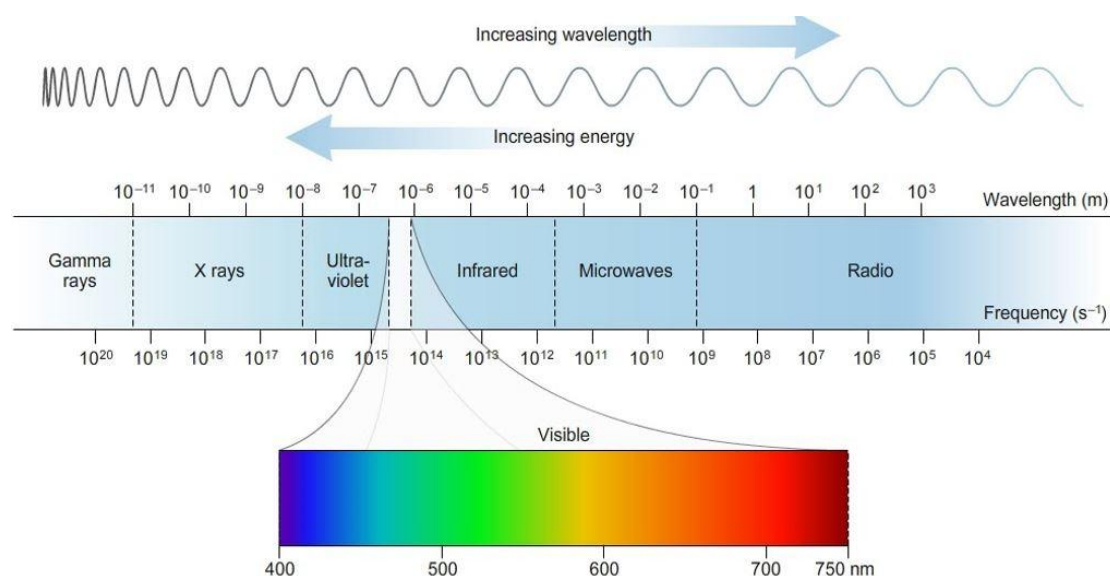 Increasing wavelength
Increasing energy
10⁻¹¹ 10⁻¹⁰ 10⁻⁹ 10⁻⁸ 10⁻⁷ 10⁻⁶ 10⁻⁵ 10⁻⁴ 10⁻³ 10⁻² 10⁻¹ 1 10¹ 10² 10³ Wavelength (m)
Gamma
rays
X rays
Ultra-
violet
Infrared
Microwaves
Radio
Frequency (s⁻¹)
10²⁰ 10¹⁹ 10¹⁸ 10¹⁷ 10¹⁶ 10¹⁵ 10¹⁴ 10¹³ 10¹² 10¹¹ 10¹⁰ 10⁹ 10⁸ 10⁷ 10⁶ 10⁵ 10⁴
Visible
400 500 600 700 750 nm